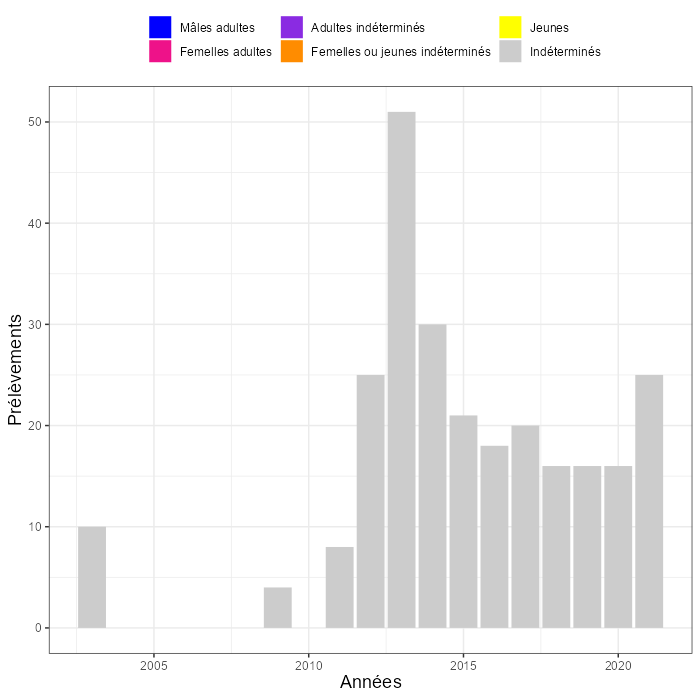 Mâles adultes
Adultes indéterminés
Jeunes
Femelles adultes
Femelles ou jeunes indéterminés
Indéterminés
50
40
30
20
10
0
Prélèvements
2005
2010
2015
2020
Années